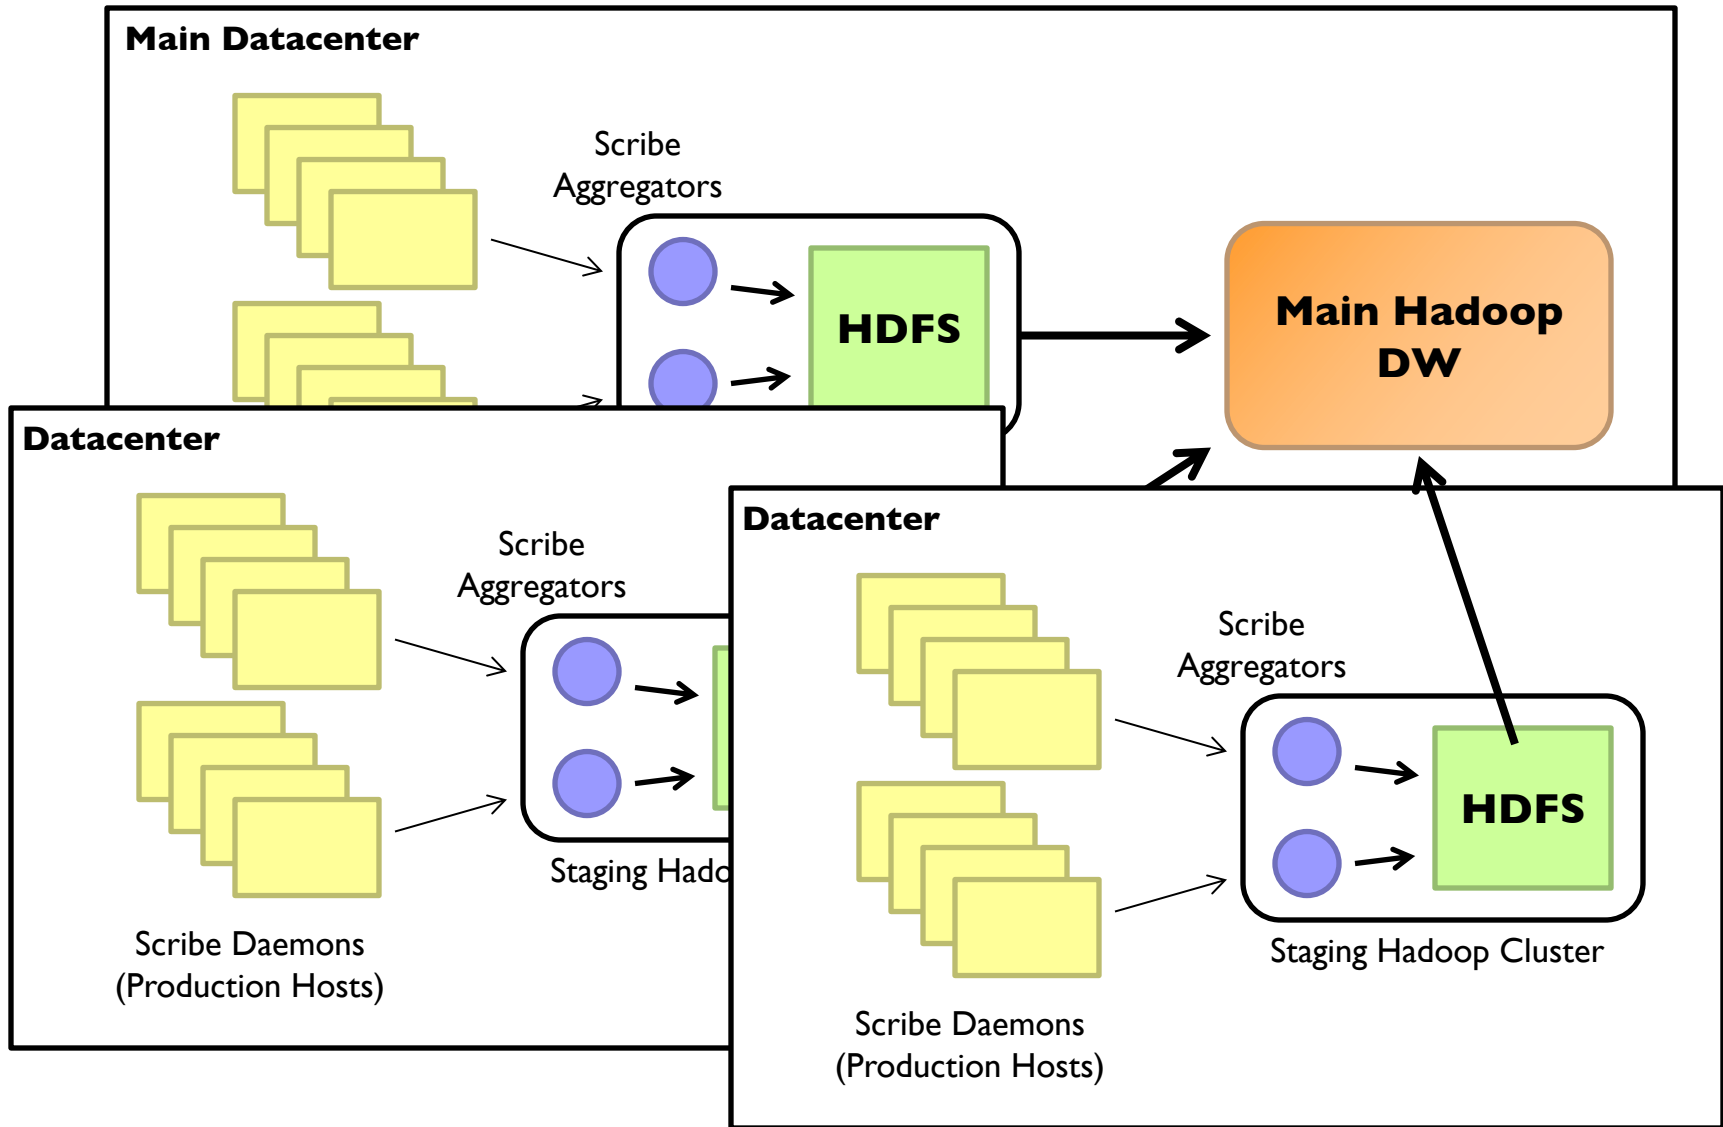 Main Datacenter
Scribe
Aggregators
HDFS
Main Hadoop
DW
Datacenter
Scribe
Aggregators
Staging
Scribe Daemons
(Production Hosts)
Datacenter
Scribe
Aggregators
HDFS
Staging Hadoop Cluster
Scribe Daemons
(Production Hosts)